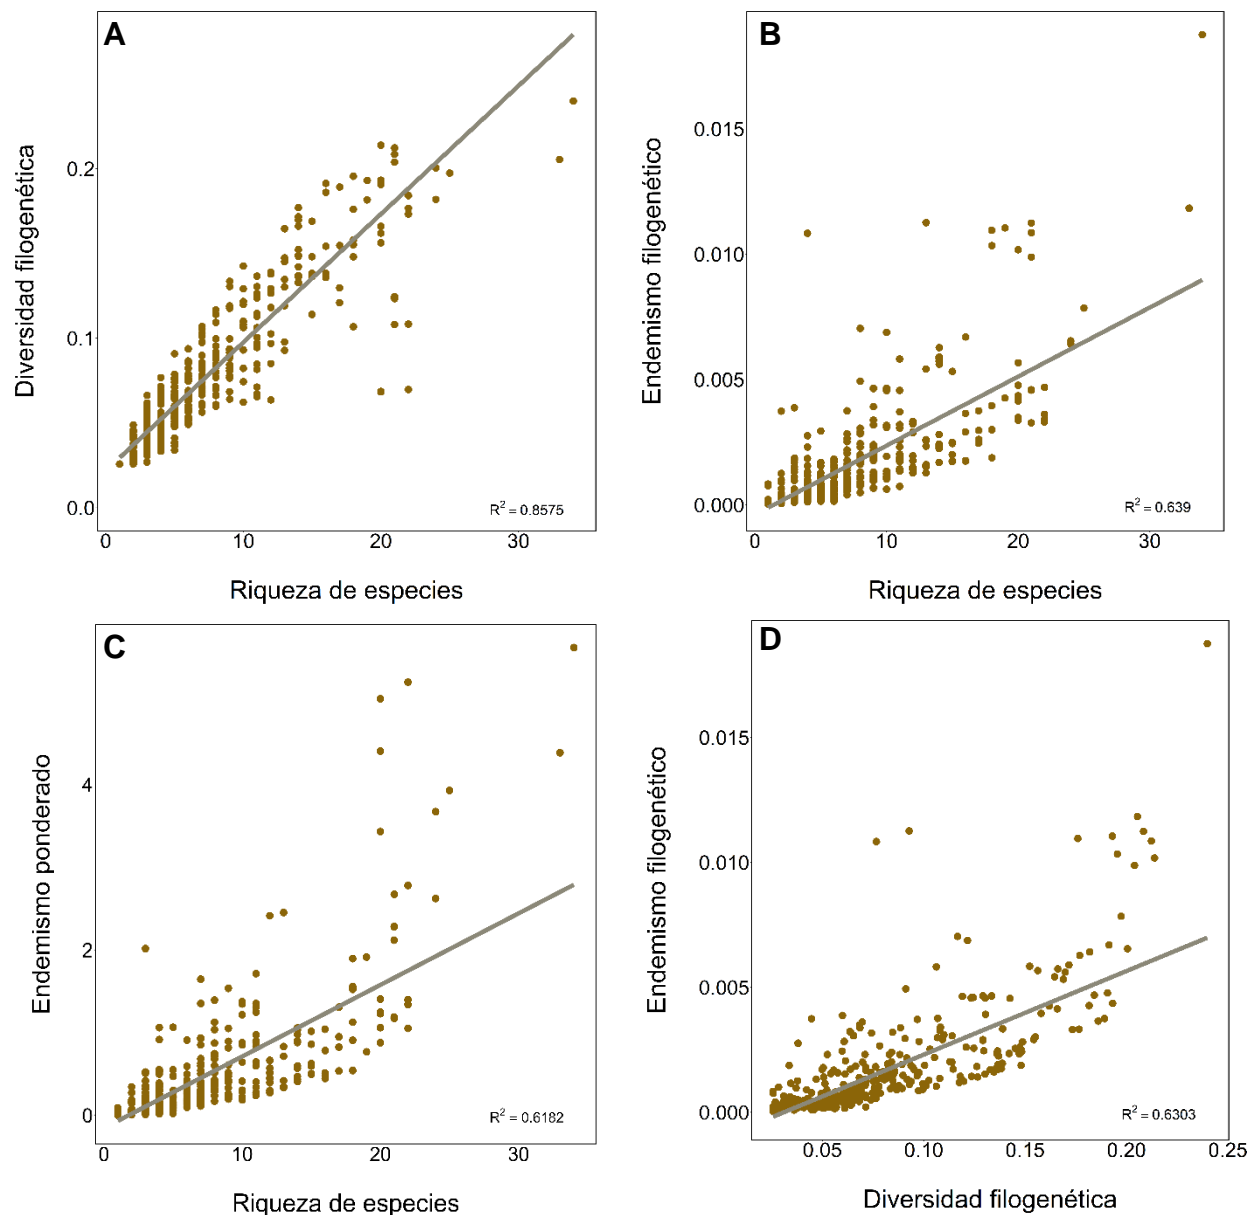 A
Diversidad filogenética
0.2
0.1
0.0
R² = 0.8575
0 10 20 30
Riqueza de especies
B
Endemismo filogenético
0.015
0.010
0.005
0.000
R² = 0.639
0 10 20 30
Riqueza de especies
C
Endemismo ponderado
4
2
0
R² = 0.6182
0 10 20 30
Riqueza de especies
D
Endemismo filogenético
0.015
0.010
0.005
0.000
R² = 0.6303
0.05 0.10 0.15 0.20 0.25
Diversidad filogenética